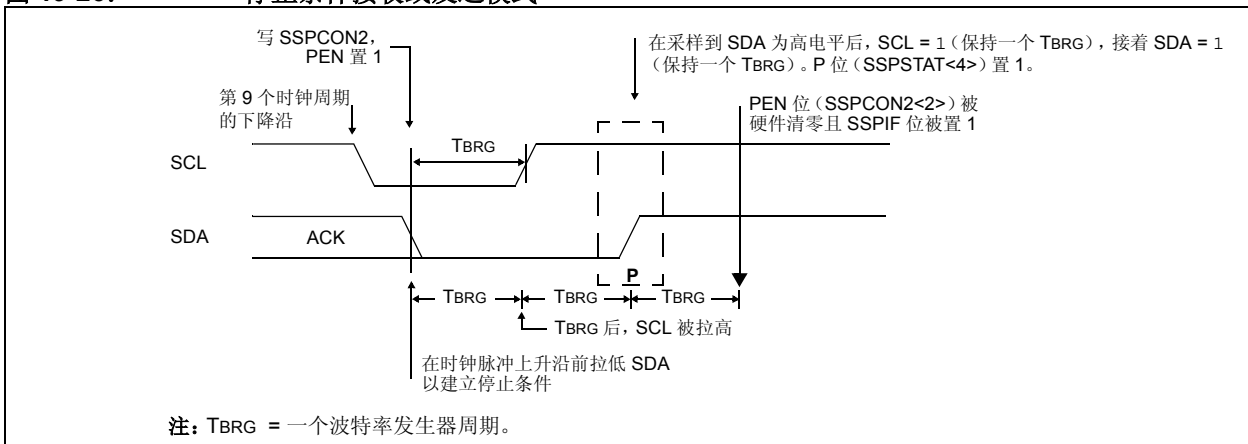 写 SSPCON2，
PEN 置 1
在采样到 SDA 为高电平后，SCL = 1（保持一个 TBRG），接着 SDA = 1
（保持一个 TBRG）。P 位（SSPSTAT<4>）置 1。
第 9 个时钟周期
的下降沿
PEN 位（SSPCON2<2>）被
硬件清零且 SSPIF 位被置 1
SCL
TBRG
SDA
ACK
P
TBRG
TBRG
TBRG
TBRG 后，SCL 被拉高
在时钟脉冲上升沿前拉低 SDA
以建立停止条件
注：TBRG = 一个波特率发生器周期。